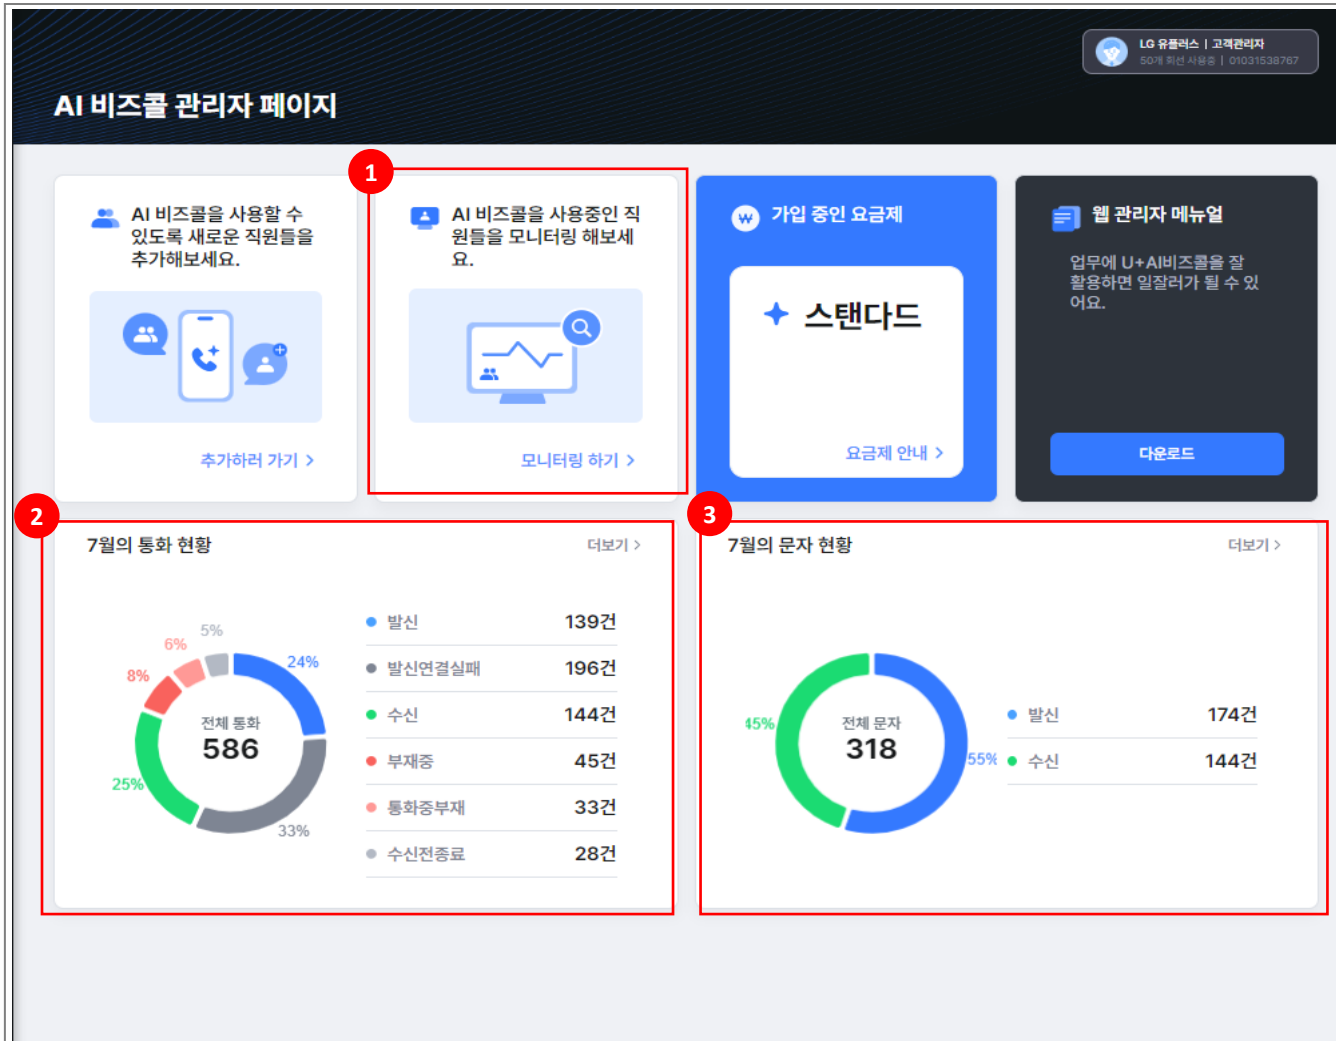 LG 유플러스 | 고객관리자
50개 회선 사용중 | 01031538767
AI 비즈콜 관리자 페이지
1
AI 비즈콜을 사용할 수
있도록 새로운 직원들을
추가해보세요.
추가하러 가기 >
AI 비즈콜을 사용중인 직
원들을 모니터링 해보세
요.
모니터링 하기 >
가입 중인 요금제
스탠다드
요금제 안내 >
웹 관리자 메뉴얼
업무에 U+AI비즈콜을 잘
활용하면 일잘러가 될 수 있
어요.
다운로드
2
7월의 통화 현황
더보기 >
5%
6%
24%
8%
전체 통화
586
25%
33%
발신 139건
발신연결실패 196건
수신 144건
부재중 45건
통화중부재 33건
수신전종료 28건
3
7월의 문자 현황
더보기 >
45%
전체 문자
318
55%
발신 174건
수신 144건